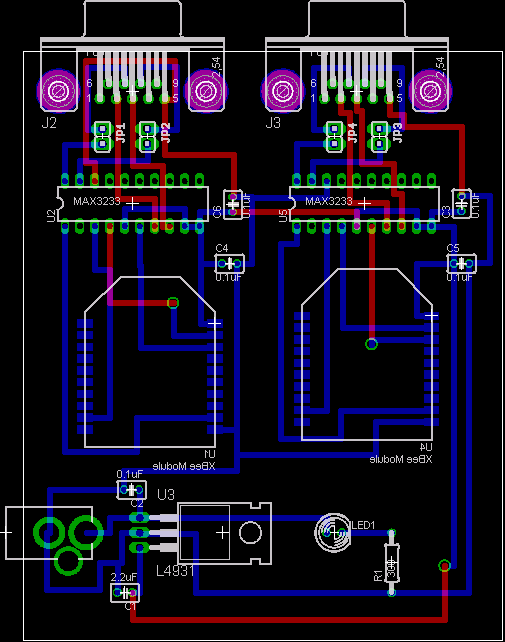 2,54
2,54
6
9
6
9
1
5
1
5
J2
J3
JP1
JP2
JP4
JP3
MAX3233
MAX3233
U2
U5
C6
0.1uF
C3
0.1uF
C4
0.1uF
C5
0.1uF
U1
XBee Module
U4
XBee Module
0.1uF
C2
U3
L4931
LED1
2.2uF
C1
R1